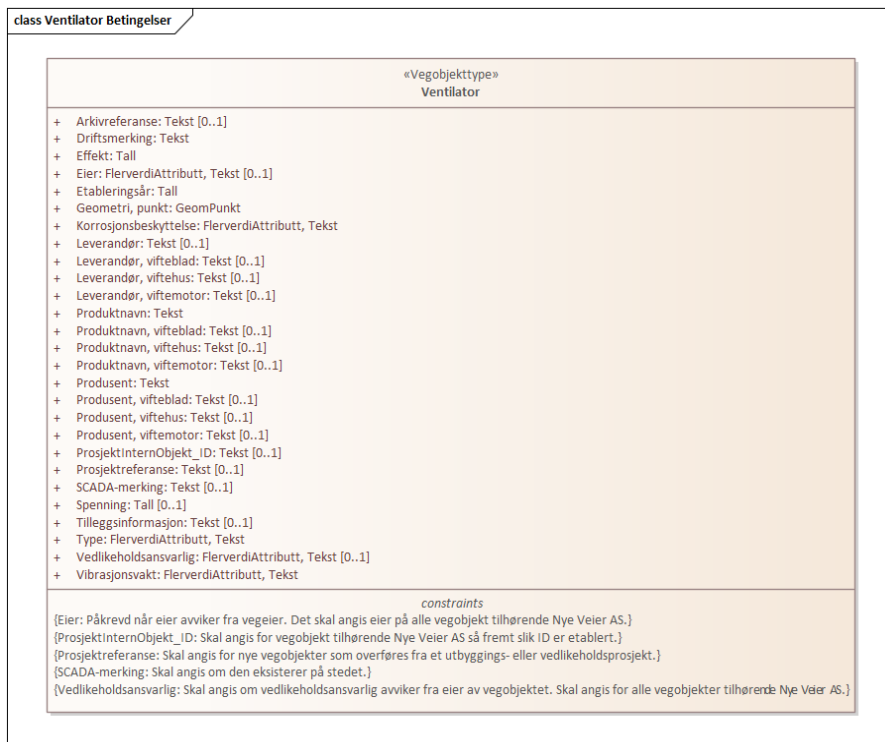 class Ventilator Betingelser
«Vegobjekttype»
Ventilator
+ Arkivreferanse: Tekst [0..1]
+ Driftsmerking: Tekst
+ Effekt: Tall
+ Eier: FlerverdiAttributt, Tekst [0..1]
+ Etableringsår: Tall
+ Geometri, punkt: GeomPunkt
+ Korrosjonsbeskyttelse: FlerverdiAttributt, Tekst
+ Leverandør: Tekst [0..1]
+ Leverandør, vifteblad: Tekst [0..1]
+ Leverandør, viftehus: Tekst [0..1]
+ Leverandør, viftemotor: Tekst [0..1]
+ Produktnavn: Tekst
+ Produktnavn, vifteblad: Tekst [0..1]
+ Produktnavn, viftehus: Tekst [0..1]
+ Produktnavn, viftemotor: Tekst [0..1]
+ Produsent: Tekst
+ Produsent, vifteblad: Tekst [0..1]
+ Produsent, viftehus: Tekst [0..1]
+ Produsent, viftemotor: Tekst [0..1]
+ ProsjektInternObjekt_ID: Tekst [0..1]
+ Prosjektreferanse: Tekst [0..1]
+ SCADA-merking: Tekst [0..1]
+ Spenning: Tall [0..1]
+ Tilleggsinformasjon: Tekst [0..1]
+ Type: FlerverdiAttributt, Tekst
+ Vedlikeholdsansvarlig: FlerverdiAttributt, Tekst [0..1]
+ Vibrasjonsvakt: FlerverdiAttributt, Tekst
constraints
{Eier: Påkrevd når eier avviker fra vegeier. Det skal angis eier på alle vegobjekt tilhørende Nye Veier AS.}
{ProsjektInternObjekt_ID: Skal angis for vegobjekt tilhørende Nye Veier AS så fremt slik ID er etablert.}
{Prosjektreferanse: Skal angis for nye vegobjekter som overføres fra et utbyggings- eller vedlikeholdsprosjekt.}
{SCADA-merking: Skal angis om den eksisterer på stedet.}
{Vedlikeholdsansvarlig: Skal angis om vedlikeholdsansvarlig avviker fra eier av vegobjektet. Skal angis for alle vegobjekter tilhørende Nye Veier AS.}